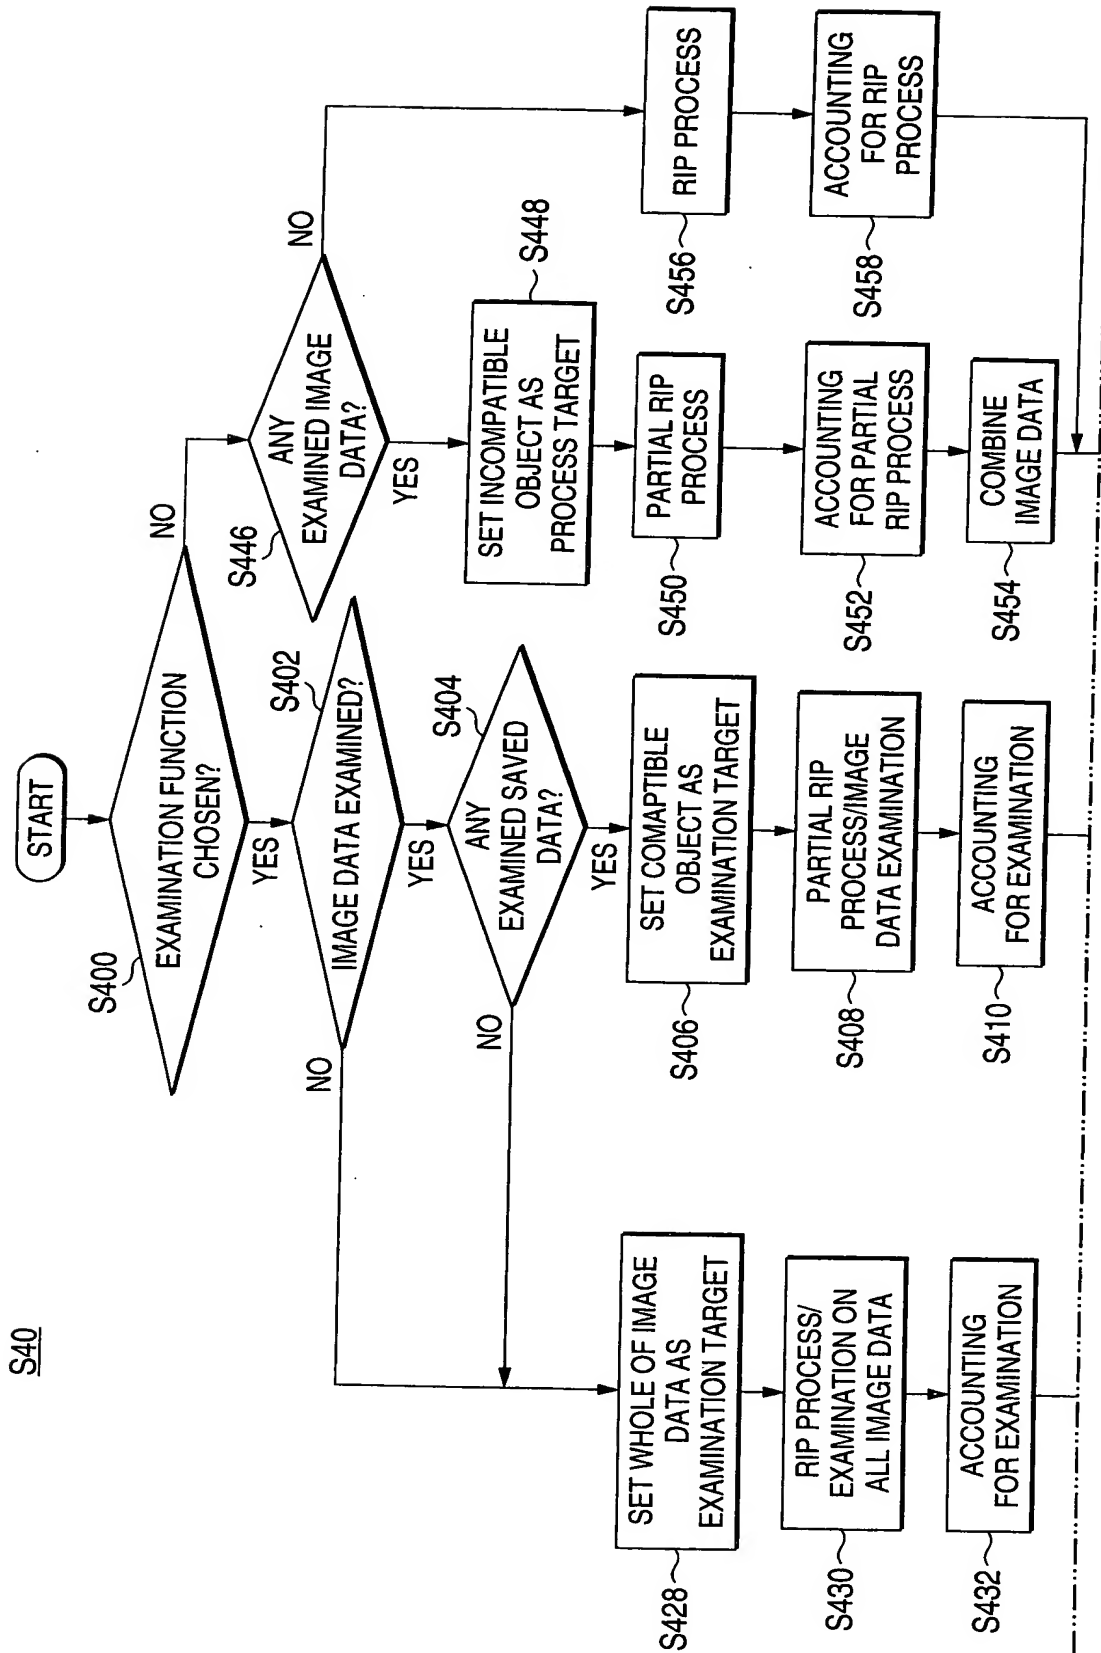 S40
START
S400
EXAMINATION FUNCTION
CHOSEN?
YES
NO
S402
IMAGE DATA EXAMINED?
YES
NO
S404
ANY
EXAMINED SAVED
DATA?
YES
NO
S406
SET COMAPTIBLE
OBJECT AS
EXAMINATION TARGET
S408
PARTIAL RIP
PROCESS/IMAGE
DATA EXAMINATION
S410
ACCOUNTING
FOR EXAMINATION
S428
SET WHOLE OF IMAGE
DATA AS
EXAMINATION TARGET
S430
RIP PROCESS/
EXAMINATION ON
ALL IMAGE DATA
S432
ACCOUNTING
FOR EXAMINATION
S446
ANY
EXAMINED IMAGE
DATA?
YES
NO
S448
SET INCOMPATIBLE
OBJECT AS
PROCESS TARGET
S450
PARTIAL RIP
PROCESS
S452
ACCOUNTING
FOR PARTIAL
RIP PROCESS
S454
COMBINE
IMAGE DATA
S456
RIP PROCESS
S458
ACCOUNTING
FOR RIP
PROCESS